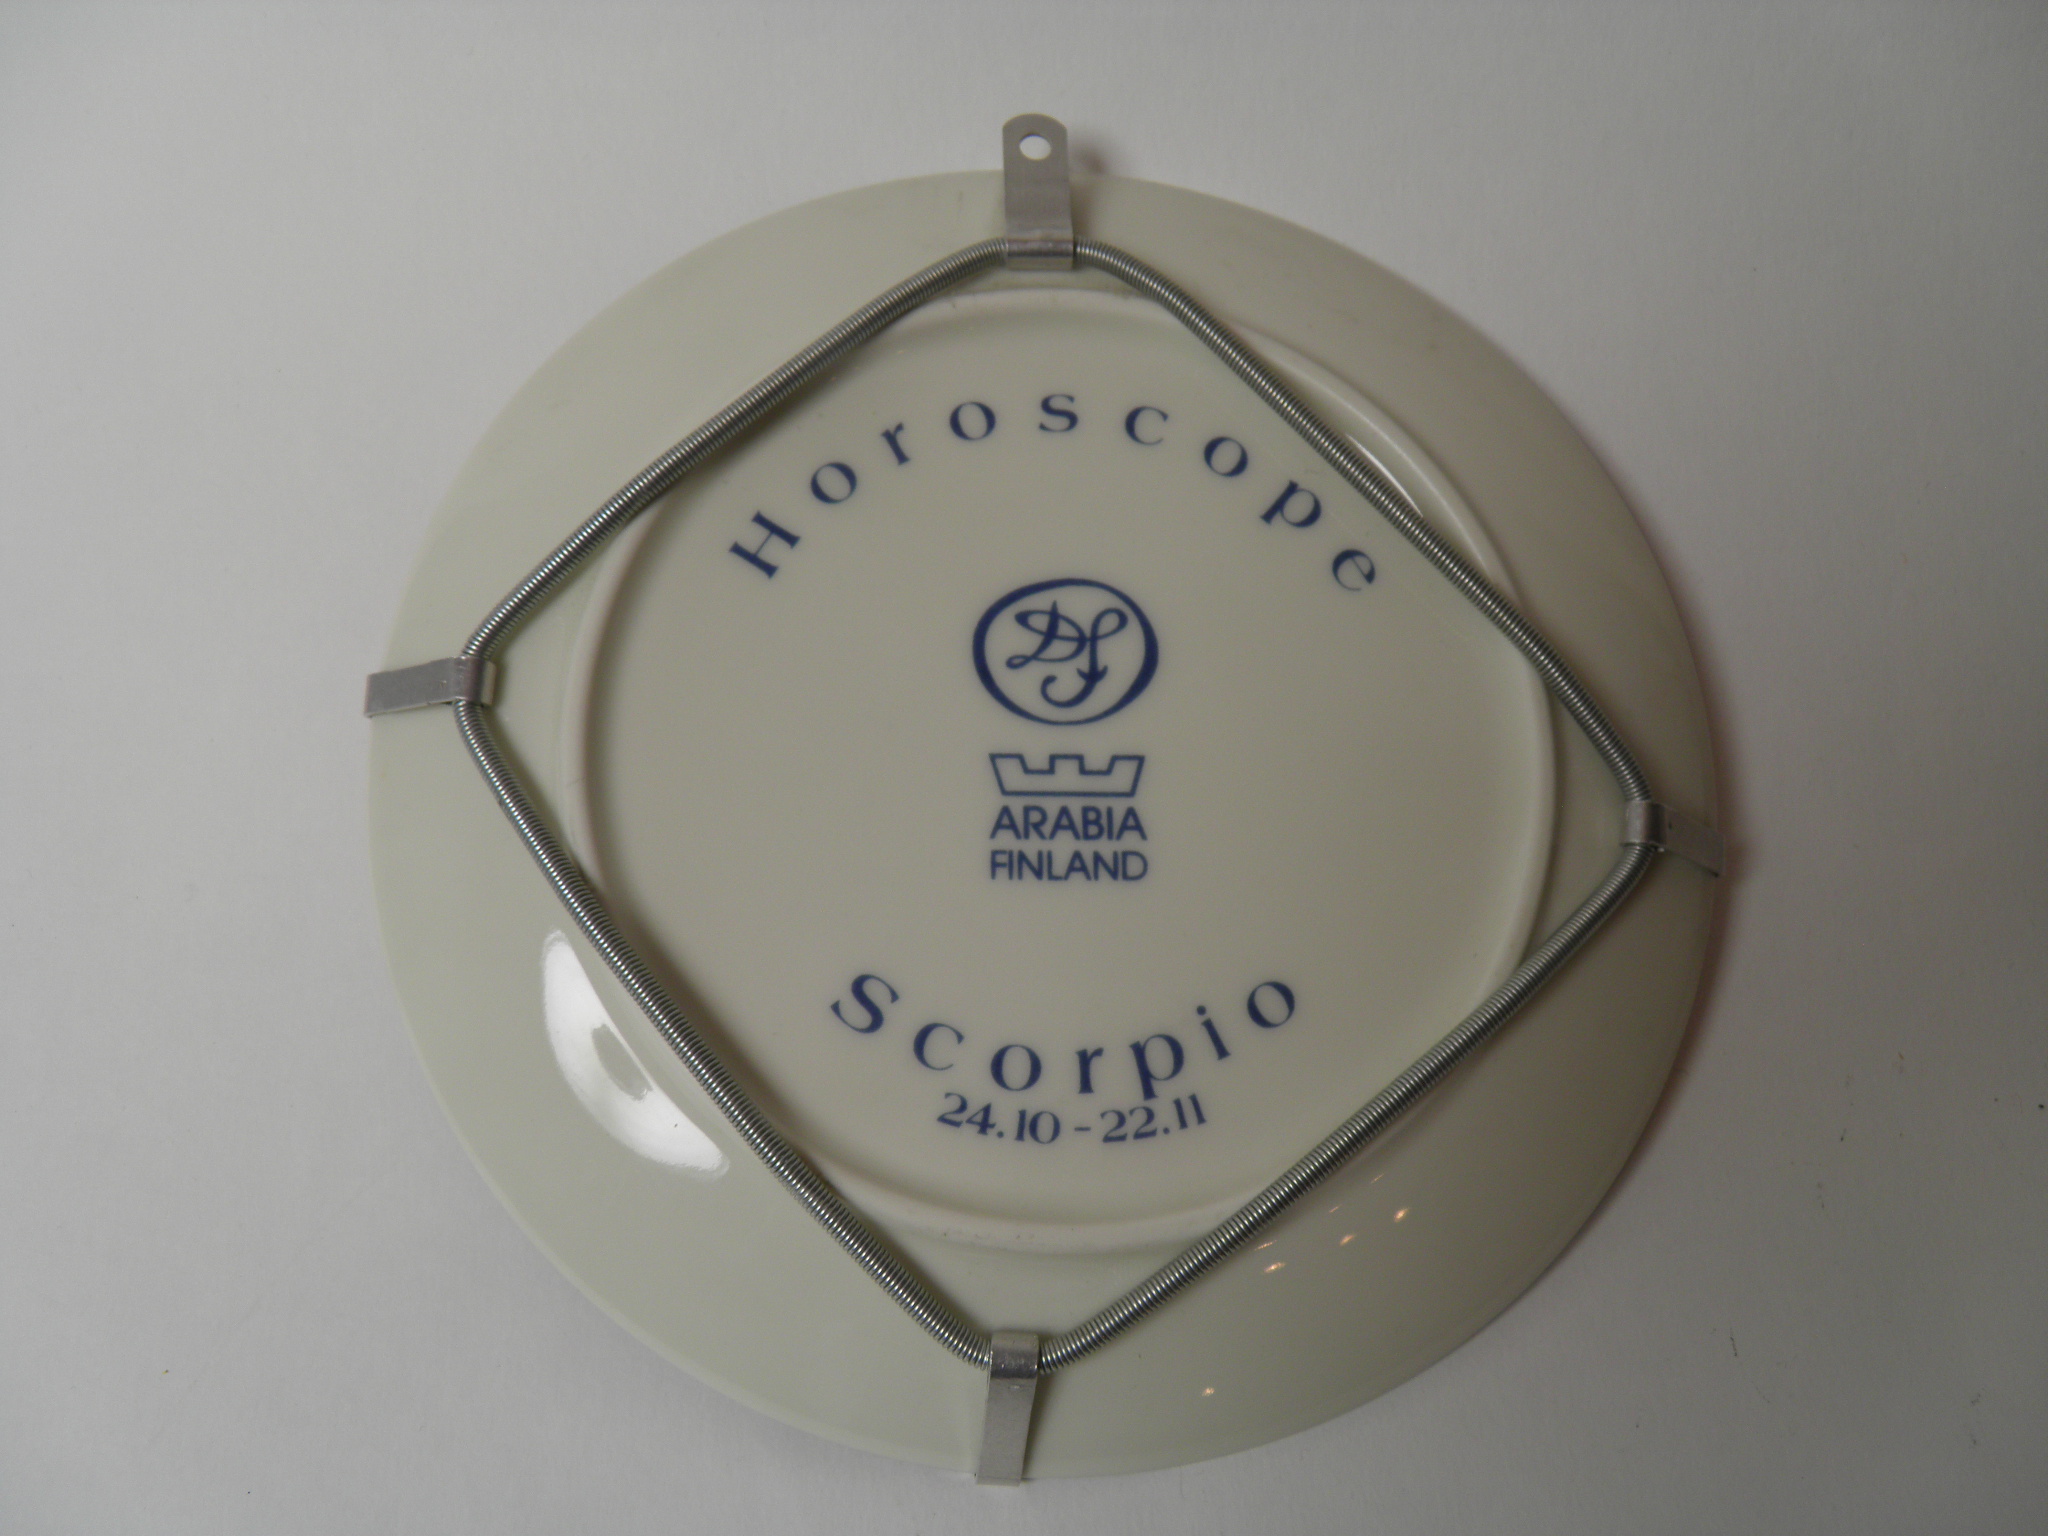 Horoscope
DS
ARABIA
FINLAND
Scorpio
24.10 - 22.11